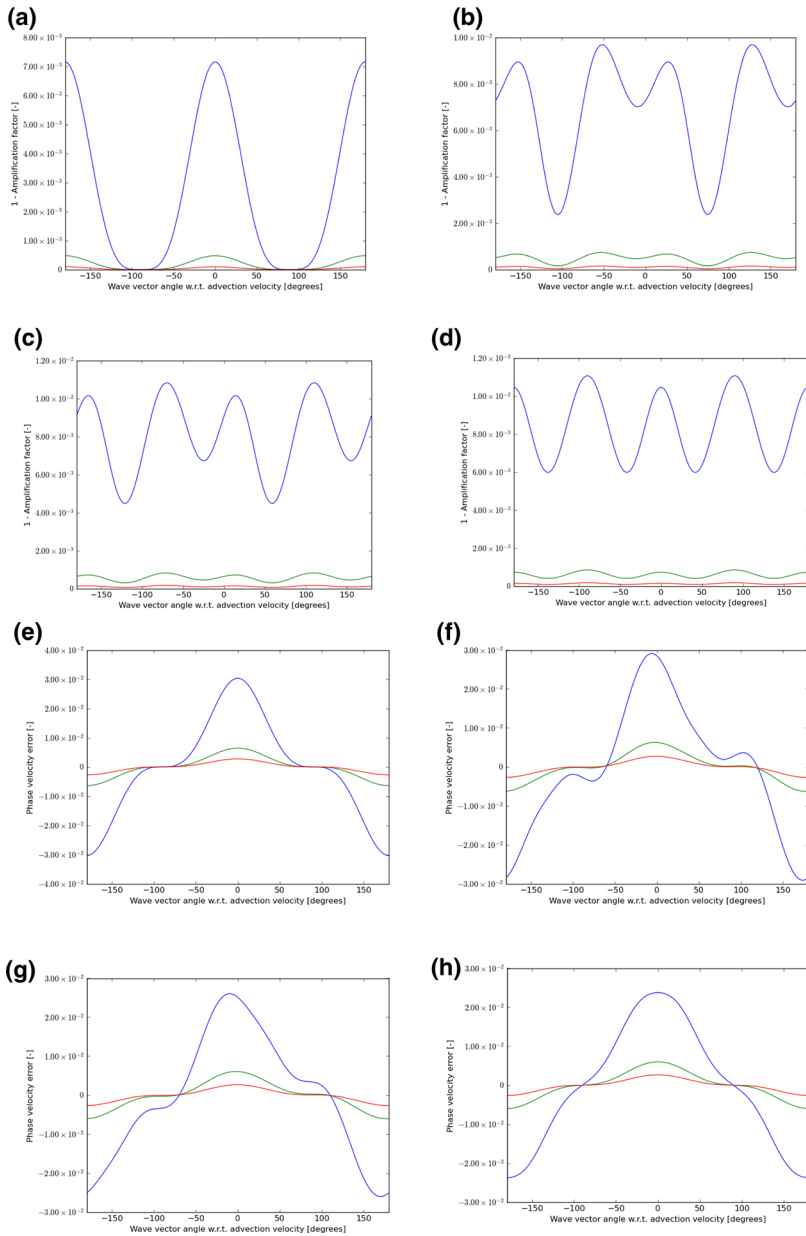 (a)
8.00 × 10⁻³
7.00 × 10⁻³
6.00 × 10⁻³
5.00 × 10⁻³
4.00 × 10⁻³
3.00 × 10⁻³
2.00 × 10⁻³
1.00 × 10⁻³
0
1 - Amplification factor [-]
−150 −100 −50 0 50 100 150
Wave vector angle w.r.t. advection velocity [degrees]
(b)
1.00 × 10⁻²
8.00 × 10⁻³
6.00 × 10⁻³
4.00 × 10⁻³
2.00 × 10⁻³
0
1 - Amplification factor [-]
−150 −100 −50 0 50 100 150
Wave vector angle w.r.t. advection velocity [degrees]
(c)
1.20 × 10⁻²
1.00 × 10⁻²
8.00 × 10⁻³
6.00 × 10⁻³
4.00 × 10⁻³
2.00 × 10⁻³
0
1 - Amplification factor [-]
−150 −100 −50 0 50 100 150
Wave vector angle w.r.t. advection velocity [degrees]
(d)
1.20 × 10⁻²
1.00 × 10⁻²
8.00 × 10⁻³
6.00 × 10⁻³
4.00 × 10⁻³
2.00 × 10⁻³
0
1 - Amplification factor [-]
−150 −100 −50 0 50 100 150
Wave vector angle w.r.t. advection velocity [degrees]
(e)
4.00 × 10⁻²
3.00 × 10⁻²
2.00 × 10⁻²
1.00 × 10⁻²
0
−1.00 × 10⁻²
−2.00 × 10⁻²
−3.00 × 10⁻²
−4.00 × 10⁻²
Phase velocity error [-]
−150 −100 −50 0 50 100 150
Wave vector angle w.r.t. advection velocity [degrees]
(f)
3.00 × 10⁻²
2.00 × 10⁻²
1.00 × 10⁻²
0
−1.00 × 10⁻²
−2.00 × 10⁻²
−3.00 × 10⁻²
Phase velocity error [-]
−150 −100 −50 0 50 100 150
Wave vector angle w.r.t. advection velocity [degrees]
(g)
3.00 × 10⁻²
2.00 × 10⁻²
1.00 × 10⁻²
0
−1.00 × 10⁻²
−2.00 × 10⁻²
−3.00 × 10⁻²
Phase velocity error [-]
−150 −100 −50 0 50 100 150
Wave vector angle w.r.t. advection velocity [degrees]
(h)
3.00 × 10⁻²
2.00 × 10⁻²
1.00 × 10⁻²
0
−1.00 × 10⁻²
−2.00 × 10⁻²
−3.00 × 10⁻²
Phase velocity error [-]
−150 −100 −50 0 50 100 150
Wave vector angle w.r.t. advection velocity [degrees]